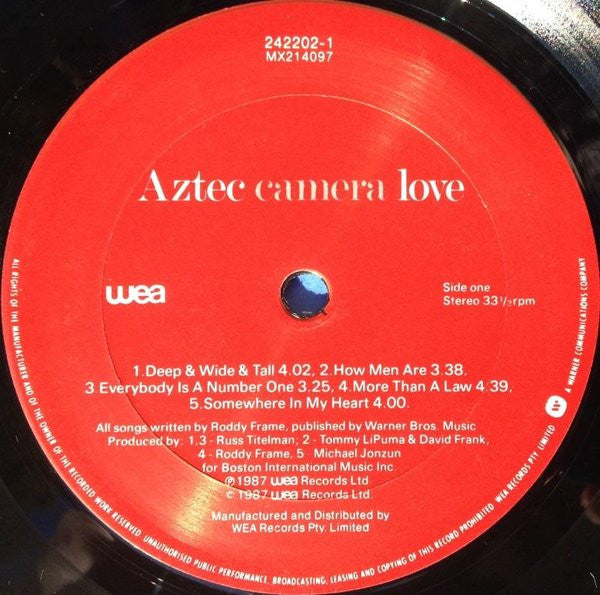 242202-1
MX214097
Aztec camera love
wea
Side one
Stereo 33 1/3 rpm
1.Deep & Wide & Tall 4.02, 2.How Men Are 3.38.
3 Everybody Is A Number One 3.25, 4.More Than A Law 4.39,
5.Somewhere In My Heart 4.00.
All songs written by Roddy Frame, published by Warner Bros. Music
Produced by: 1.3 - Russ Titelman, 2 - Tommy LiPuma & David Frank,
4 - Roddy Frame, 5 - Michael Jonzun
for Boston International Music Inc
℗1987 wea Records Ltd.
© 1987 wea Records Ltd.
Manufactured and Distributed by
WEA Records Pty. Limited
ALL RIGHTS OF THE MANUFACTURER AND OF THE OWNER OF THE RECORDED WORK RESERVED. UNAUTHORISED PUBLIC PERFORMANCE, BROADCASTING, LEASING AND COPYING OF THIS RECORD PROHIBITED. WEA RECORDS PTY. LIMITED
A WARNER COMMUNICATIONS COMPANY